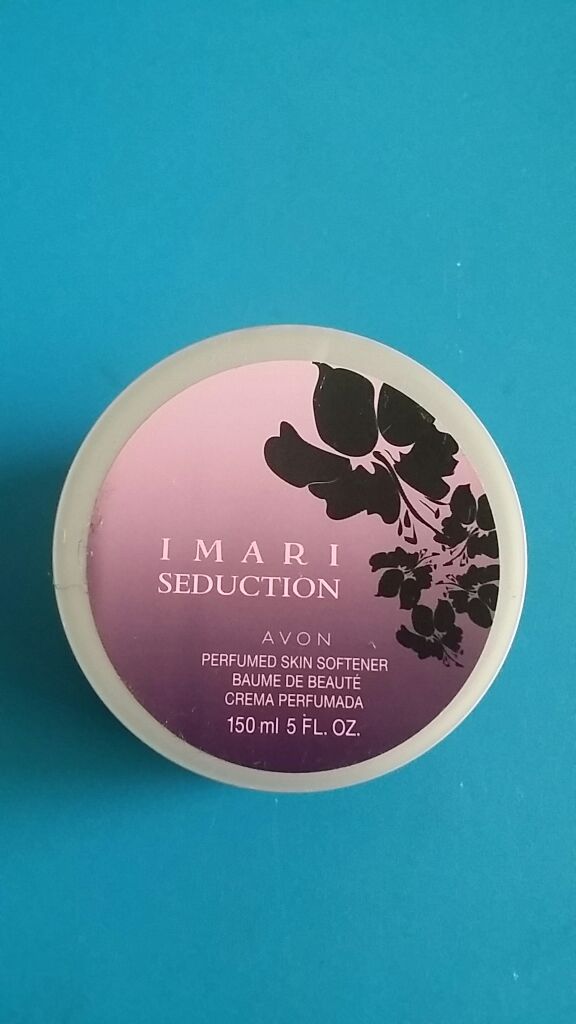 IMARI
SEDUCTION
AVON
PERFUMED SKIN SOFTENER
BAUME DE BEAUTÉ
CREMA PERFUMADA
150 ml 5 FL. OZ.